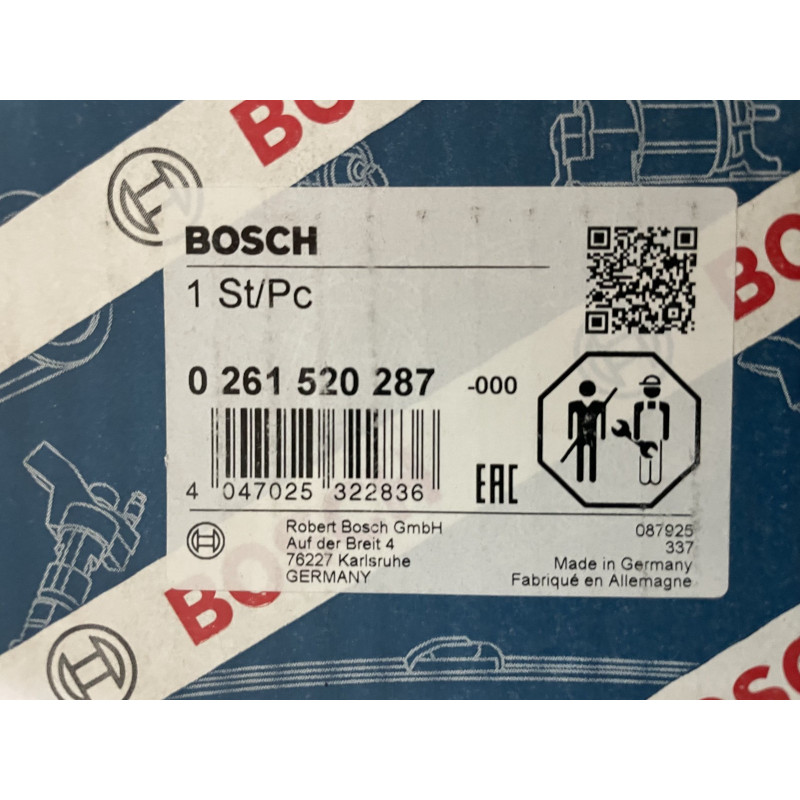 BOSCH
1 St/Pc
0 261 520 287 -000
4 047025 322836
EAC
Robert Bosch GmbH
Auf der Breit 4
76227 Karlsruhe
GERMANY
087925
337
Made in Germany
Fabriqué en Allemagne